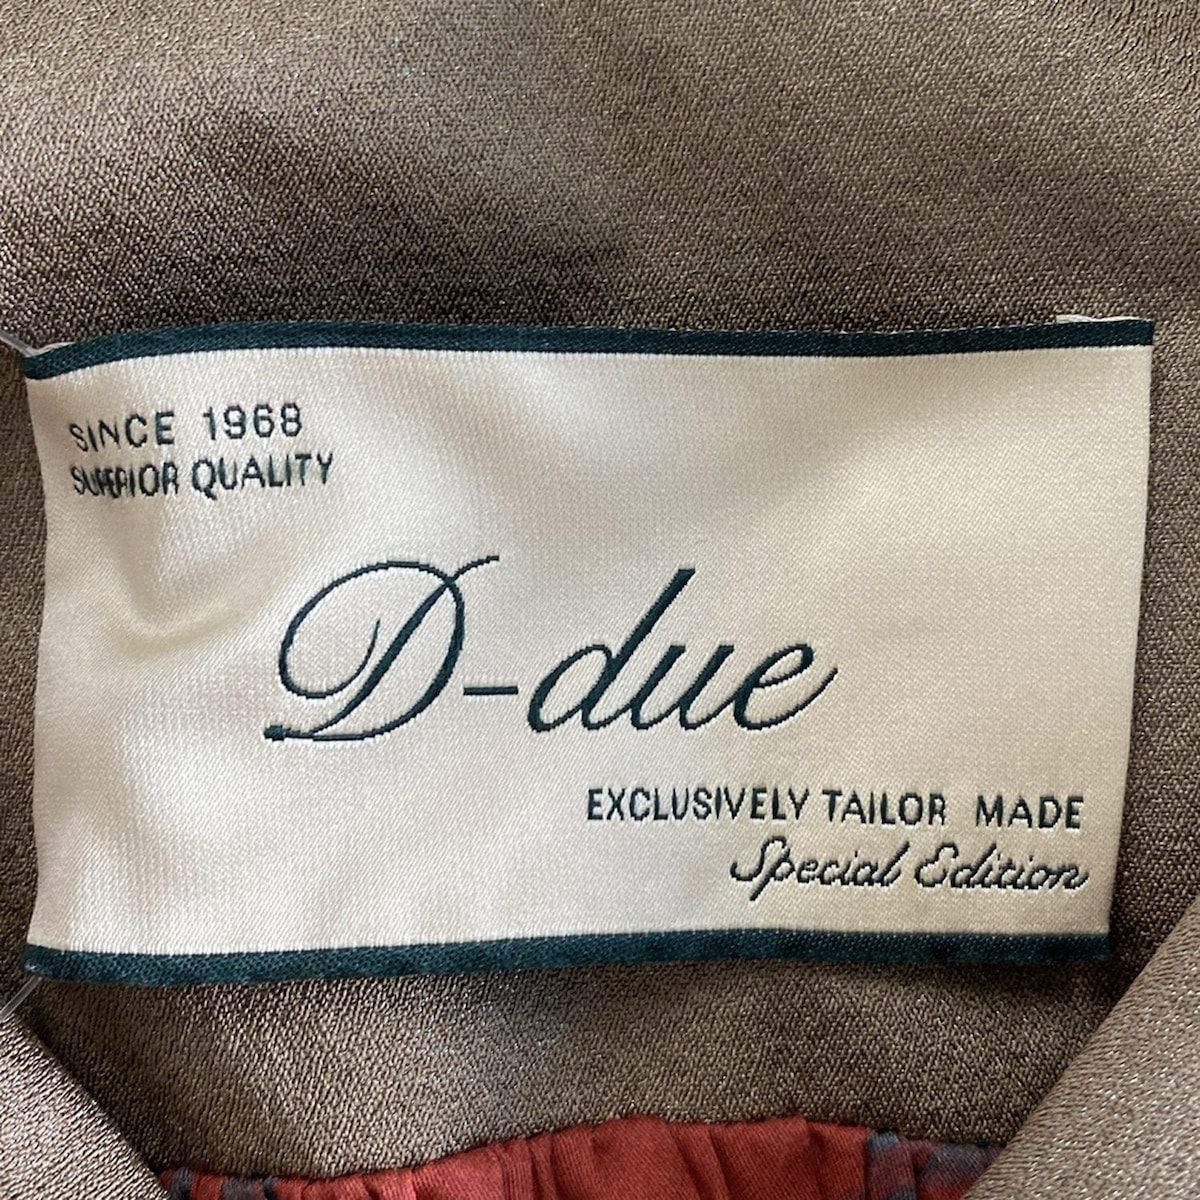 SINCE 1968
SUPERIOR QUALITY
D-due
EXCLUSIVELY TAILOR MADE
Special Edition